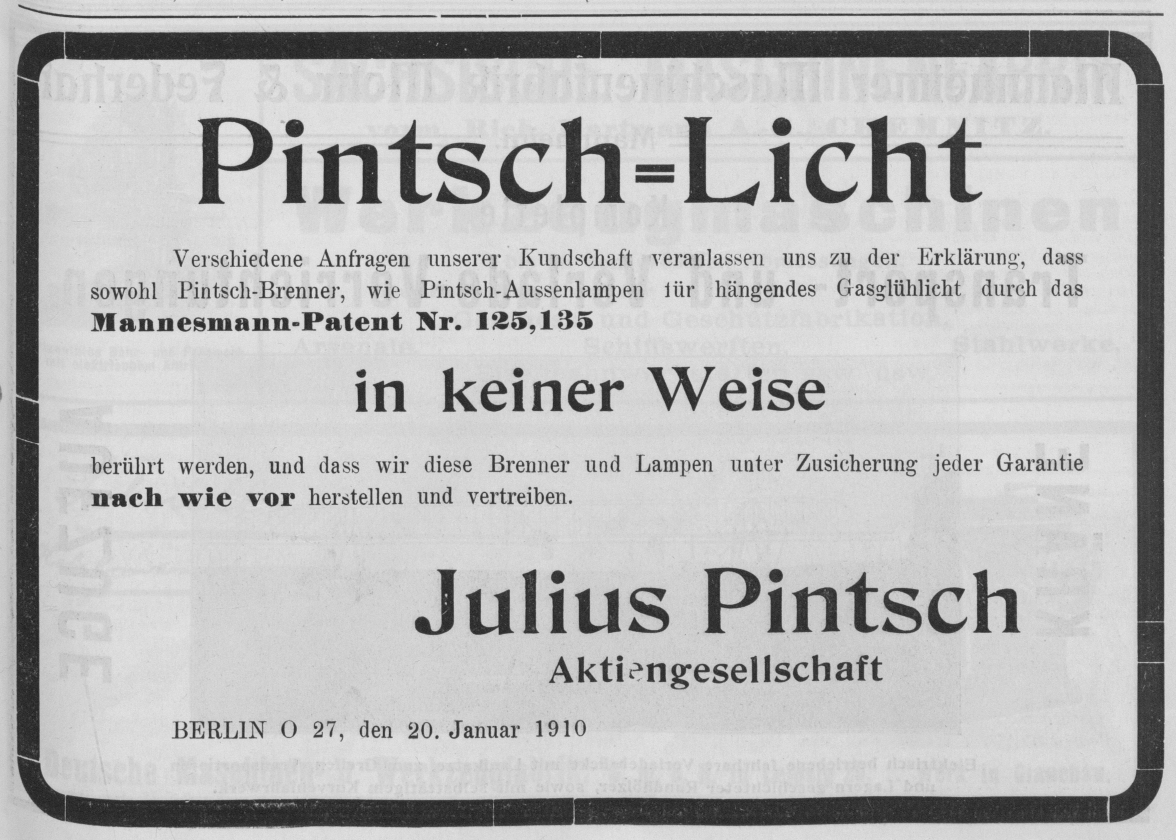 Pintsch=Licht
Verschiedene Anfragen unserer Kundschaft veranlassen uns zu der Erklärung, dass
sowohl Pintsch-Brenner, wie Pintsch-Aussenlampen für hängendes Gasglühlicht durch das
Mannesmann-Patent Nr. 125,135
in keiner Weise
berührt werden, und dass wir diese Brenner und Lampen unter Zusicherung jeder Garantie
nach wie vor herstellen und vertreiben.
Julius Pintsch
Aktiengesellschaft
BERLIN O 27, den 20. Januar 1910